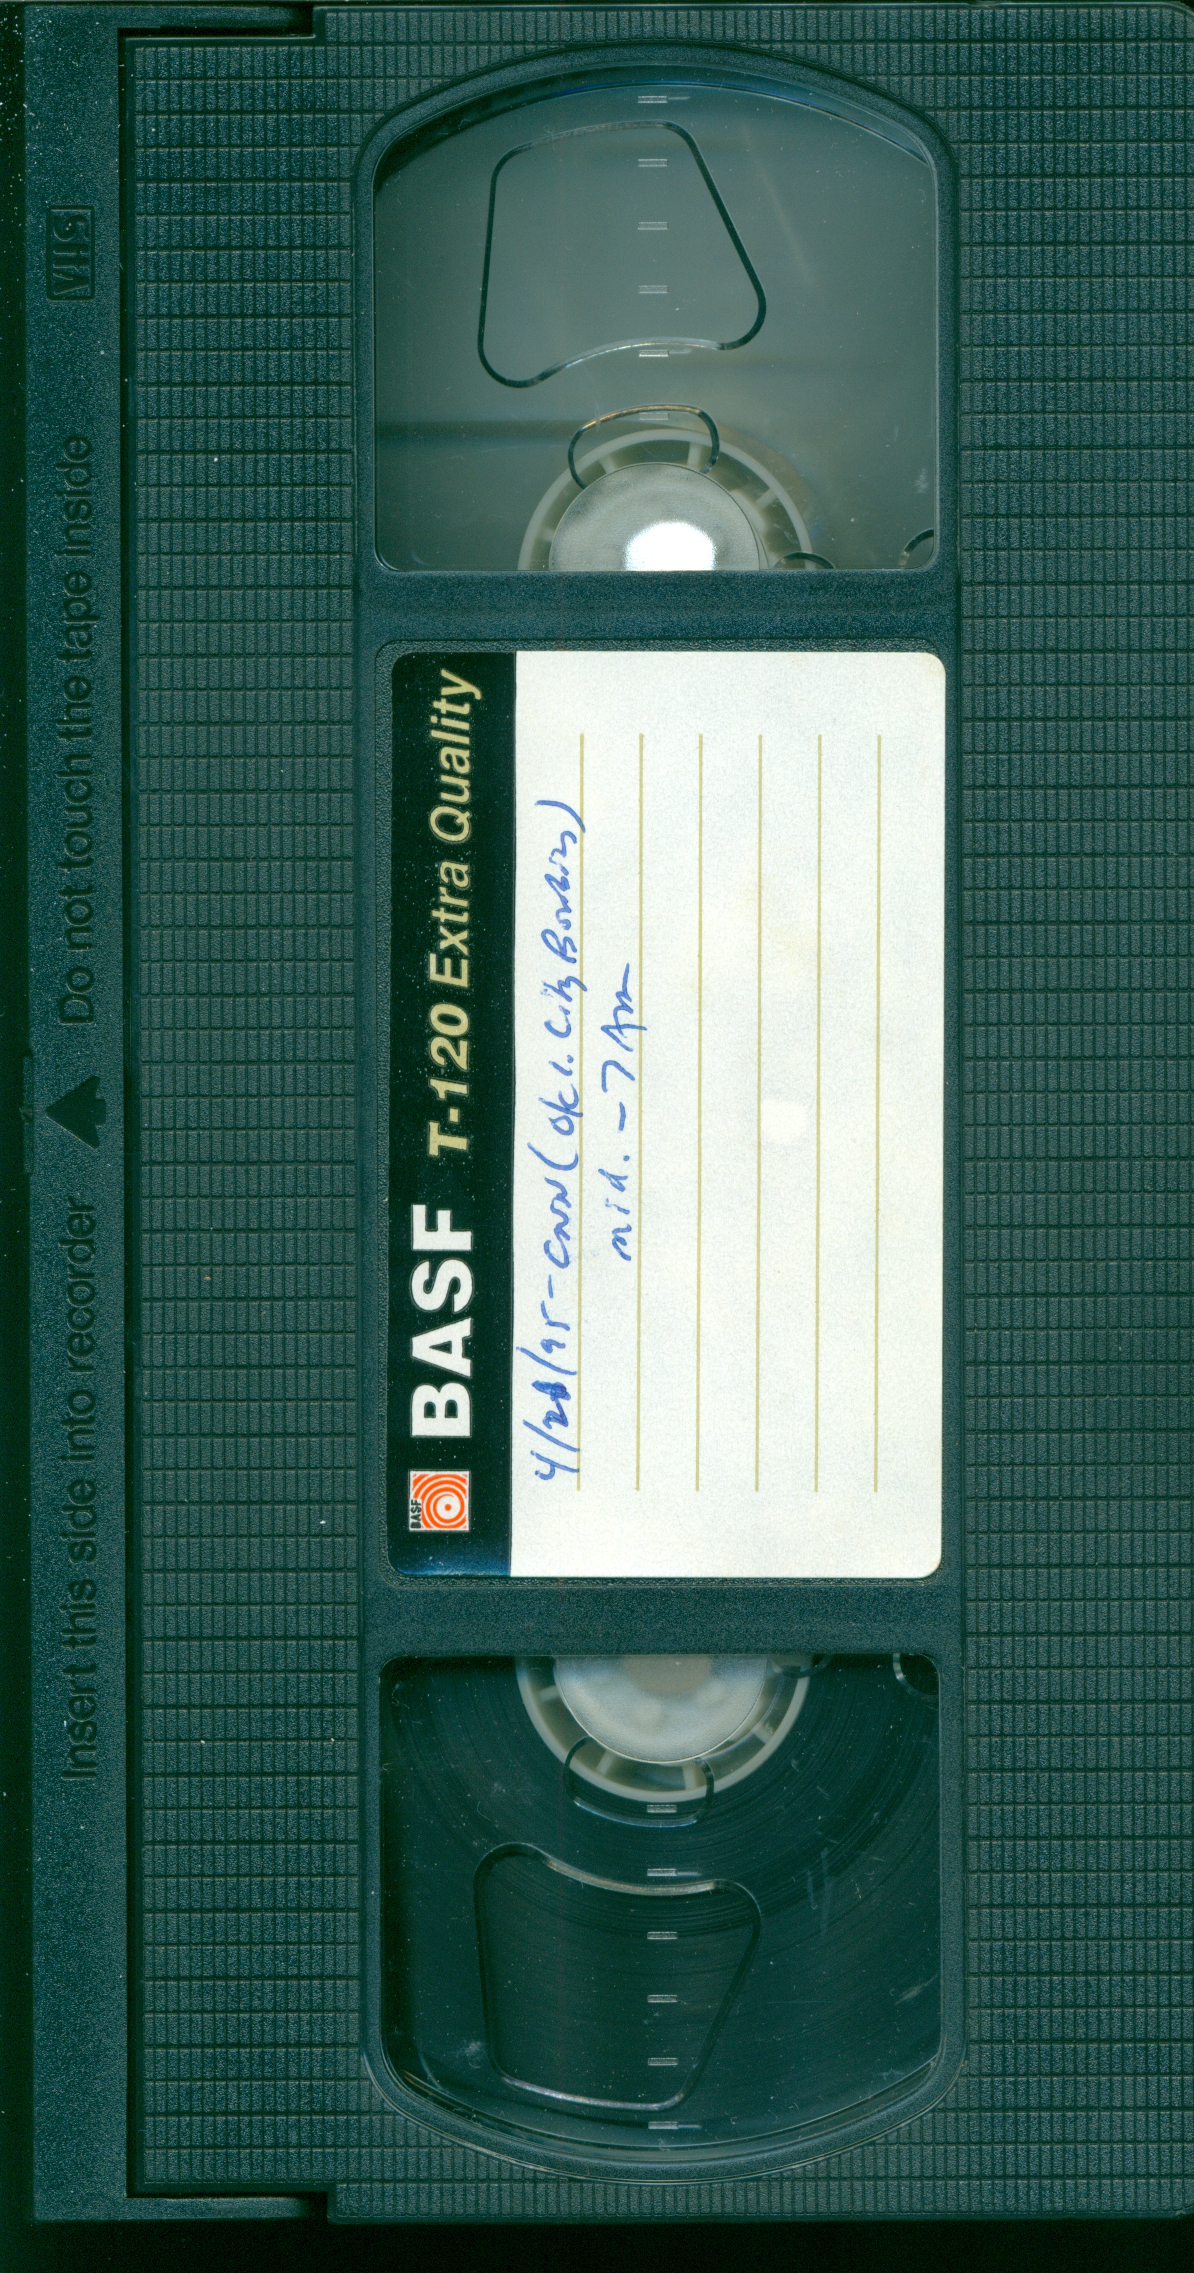 VHS
Insert this side into recorder ▲ Do not touch the tape inside
BASF BASF T-120 Extra Quality
4/ /95 - CNN (Okl. City Bombing)
mid. - 7 Am